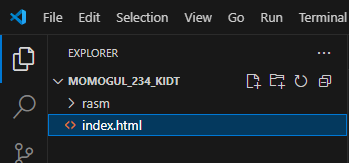 File Edit Selection View Go Run Terminal
EXPLORER
MOMOGUL_234_KIDT
rasm
index.html